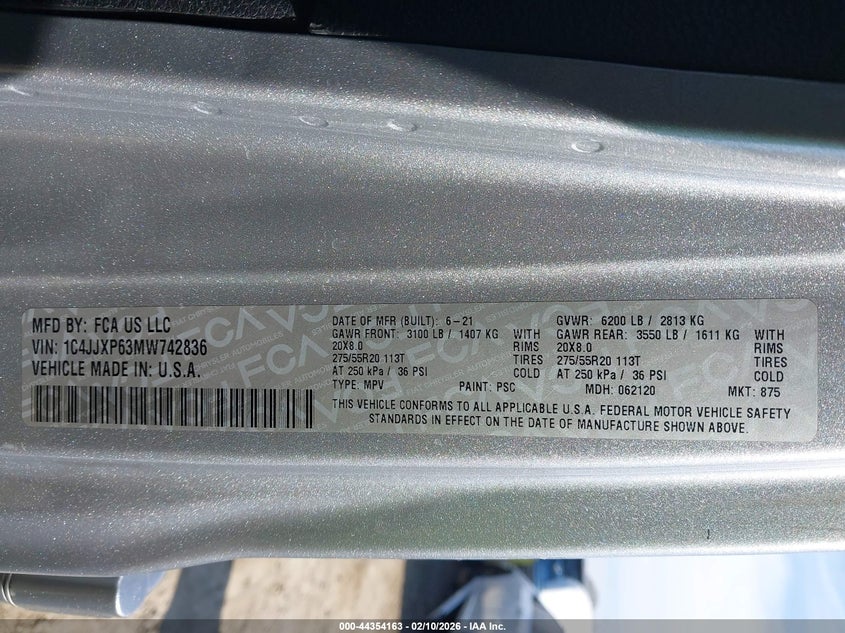 MFD BY: FCA US LLC
VIN: 1C4JJXP63MW742836
VEHICLE MADE IN: U.S.A.
DATE OF MFR (BUILT): 6-21 GVWR: 6200 LB / 2813 KG
GAWR FRONT: 3100 LB / 1407 KG WITH GAWR REAR: 3550 LB / 1611 KG WITH
20X8.0 RIMS 20X8.0 RIMS
275/55R20 113T TIRES 275/55R20 113T TIRES
AT 250 kPa / 36 PSI COLD AT 250 kPa / 36 PSI COLD
TYPE: MPV PAINT: PSC MDH: 062120 MKT: 875
THIS VEHICLE CONFORMS TO ALL APPLICABLE U.S.A. FEDERAL MOTOR VEHICLE SAFETY
STANDARDS IN EFFECT ON THE DATE OF MANUFACTURE SHOWN ABOVE.
000-44354163 - 02/10/2026 - IAA Inc.